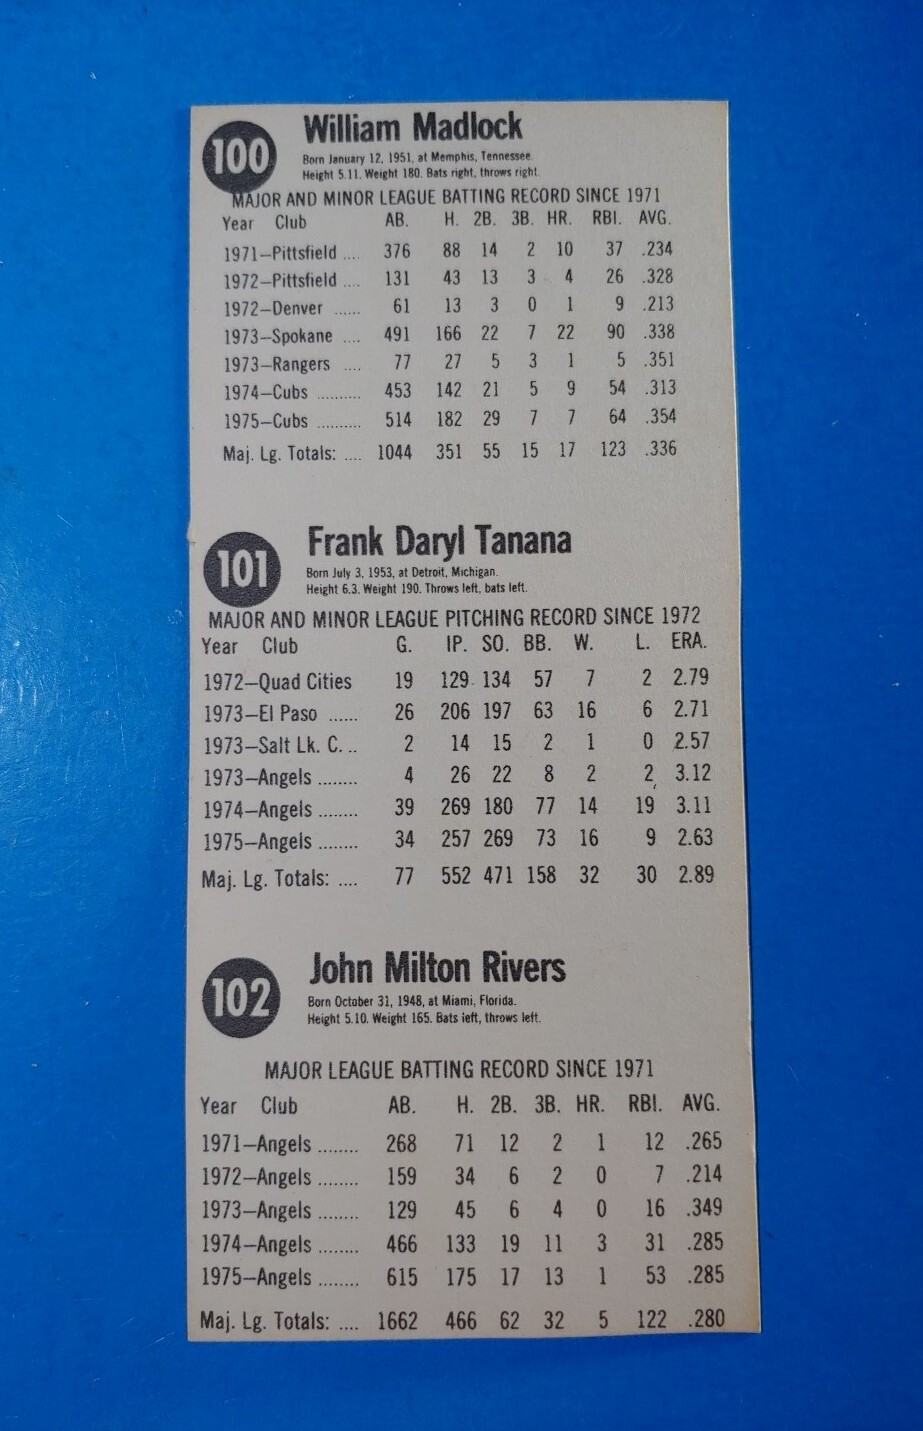 100
William Madlock
Born January 12, 1951, at Memphis, Tennessee.
Height 5.11. Weight 180. Bats right, throws right.
MAJOR AND MINOR LEAGUE BATTING RECORD SINCE 1971
Year Club AB. H. 2B. 3B. HR. RBI. AVG.
1971—Pittsfield .... 376 88 14 2 10 37 .234
1972—Pittsfield .... 131 43 13 3 4 26 .328
1972—Denver ...... 61 13 3 0 1 9 .213
1973—Spokane .... 491 166 22 7 22 90 .338
1973—Rangers .... 77 27 5 3 1 5 .351
1974—Cubs .......... 453 142 21 5 9 54 .313
1975—Cubs .......... 514 182 29 7 7 64 .354
Maj. Lg. Totals: .... 1044 351 55 15 17 123 .336
101
Frank Daryl Tanana
Born July 3, 1953, at Detroit, Michigan.
Height 6.3. Weight 190. Throws left, bats left.
MAJOR AND MINOR LEAGUE PITCHING RECORD SINCE 1972
Year Club G. IP. SO. BB. W. L. ERA.
1972—Quad Cities 19 129 134 57 7 2 2.79
1973—El Paso ...... 26 206 197 63 16 6 2.71
1973—Salt Lk. C. .. 2 14 15 2 1 0 2.57
1973—Angels ........ 4 26 22 8 2 2 3.12
1974—Angels ........ 39 269 180 77 14 19 3.11
1975—Angels ........ 34 257 269 73 16 9 2.63
Maj. Lg. Totals: .... 77 552 471 158 32 30 2.89
102
John Milton Rivers
Born October 31, 1948, at Miami, Florida.
Height 5.10. Weight 165. Bats left, throws left.
MAJOR LEAGUE BATTING RECORD SINCE 1971
Year Club AB. H. 2B. 3B. HR. RBI. AVG.
1971—Angels ........ 268 71 12 2 1 12 .265
1972—Angels ........ 159 34 6 2 0 7 .214
1973—Angels ........ 129 45 6 4 0 16 .349
1974—Angels ........ 466 133 19 11 3 31 .285
1975—Angels ........ 615 175 17 13 1 53 .285
Maj. Lg. Totals: .... 1662 466 62 32 5 122 .280